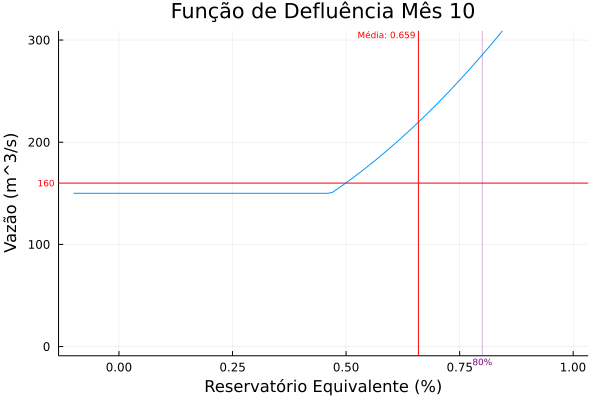 Função de Defluência Mês 10
Média: 0.659
300
200
160
100
0
Vazão (m^3/s)
0.00
0.25
0.50
0.75
80%
1.00
Reservatório Equivalente (%)